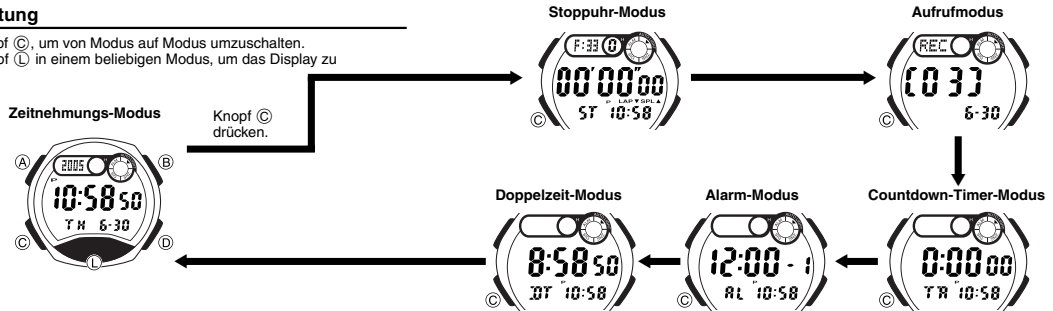 tung
pf Ⓒ, um von Modus auf Modus umzuschalten.
pf Ⓛ in einem beliebigen Modus, um das Display zu
Stoppuhr-Modus
Aufrufmodus
F:33 0
00'00"00
P LAP▼SPL▲
ST 10:58
Ⓒ
REC
[03]
6-30
Ⓒ
Zeitnehmungs-Modus
Knopf Ⓒ
drücken.
Ⓐ
Ⓑ
2005
P
10:58 50
TH 6-30
Ⓒ
Ⓓ
Ⓛ
Doppelzeit-Modus
Alarm-Modus
Countdown-Timer-Modus
8:58 50
P
DT 10:58
Ⓒ
12:00 - 1
P
AL 10:58
Ⓒ
0:00 00
P
TR 10:58
Ⓒ